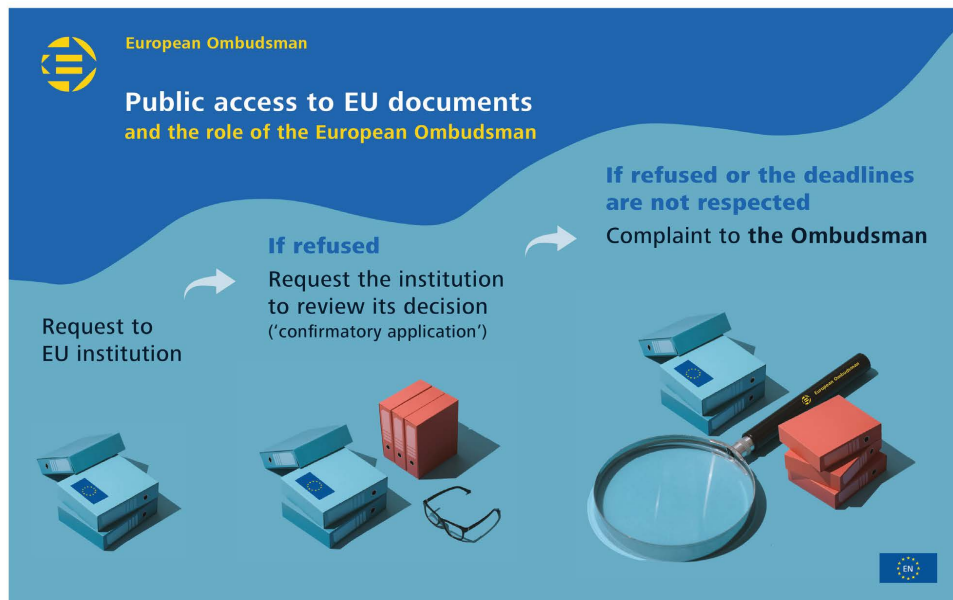 European Ombudsman
Public access to EU documents
and the role of the European Ombudsman
Request to
EU institution
If refused
Request the institution
to review its decision
(‘confirmatory application’)
If refused or the deadlines
are not respected
Complaint to the Ombudsman
European Ombudsman
EN